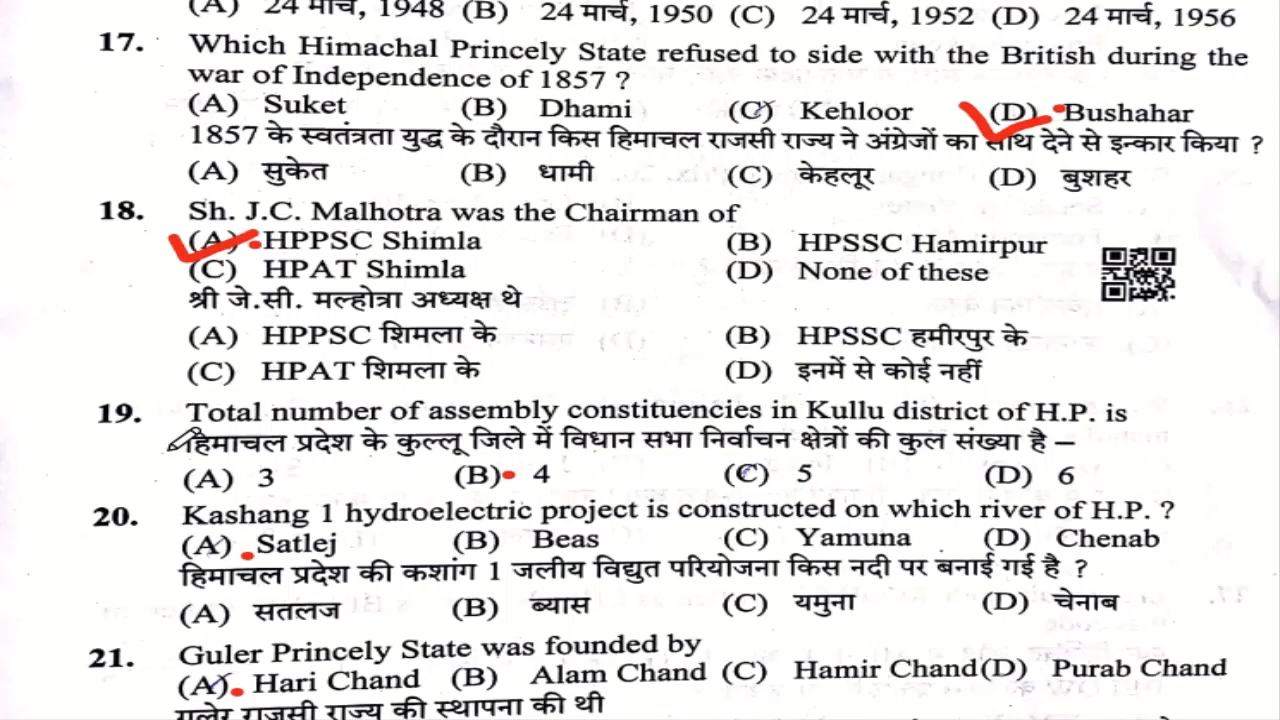 (A) 24 मार्च, 1948 (B) 24 मार्च, 1950 (C) 24 मार्च, 1952 (D) 24 मार्च, 1956
17. Which Himachal Princely State refused to side with the British during the
war of Independence of 1857 ?
(A) Suket (B) Dhami (C) Kehloor (D) Bushahar
1857 के स्वतंत्रता युद्ध के दौरान किस हिमाचल राजसी राज्य ने अंग्रेजों का साथ देने से इन्कार किया ?
(A) सुकेत (B) धामी (C) केहलूर (D) बुशहर
18. Sh. J.C. Malhotra was the Chairman of
(A) HPPSC Shimla (B) HPSSC Hamirpur
(C) HPAT Shimla (D) None of these
श्री जे.सी. मल्होत्रा अध्यक्ष थे
(A) HPPSC शिमला के (B) HPSSC हमीरपुर के
(C) HPAT शिमला के (D) इनमें से कोई नहीं
19. Total number of assembly constituencies in Kullu district of H.P. is
हिमाचल प्रदेश के कुल्लू जिले में विधान सभा निर्वाचन क्षेत्रों की कुल संख्या है –
(A) 3 (B) 4 (C) 5 (D) 6
20. Kashang 1 hydroelectric project is constructed on which river of H.P. ?
(A) Satlej (B) Beas (C) Yamuna (D) Chenab
हिमाचल प्रदेश की कशांग 1 जलीय विद्युत परियोजना किस नदी पर बनाई गई है ?
(A) सतलज (B) ब्यास (C) यमुना (D) चेनाब
21. Guler Princely State was founded by
(A) Hari Chand (B) Alam Chand (C) Hamir Chand (D) Purab Chand
गुलेर राजसी राज्य की स्थापना की थी